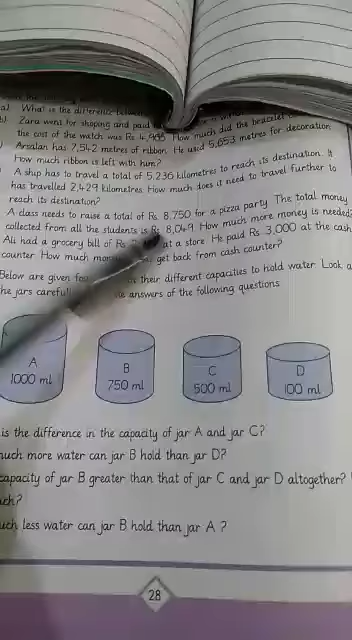 a) What is the difference between
b) Zara went for shoping and paid
the cost of the watch was Rs 4,965 How much did the bracelet
Arsalan has 7,542 metres of ribbon. He used 5,653 metres for decoration.
How much ribbon is left with him?
A ship has to travel a total of 5,236 kilometres to reach its destination. It
has travelled 2,429 kilometres How much does it need to travel further to
reach its destination?
A class needs to raise a total of Rs. 8,750 for a pizza party The total money
collected from all the students is Rs. 8,049 How much more money is needed?
Ali had a grocery bill of Rs at a store. He paid Rs. 3,000 at the cash
counter How much get back from cash counter?
Below are given their different capacities to hold water Look a
he jars answers of the following questions
A
1000 ml
B
750 ml
C
500 ml
D
100 ml
is the difference in the capacity of jar A and jar C?
much more water can jar B hold than jar D?
capacity of jar B greater than that of jar C and jar D altogether?
ch?
uch less water can jar B hold than jar A ?
28